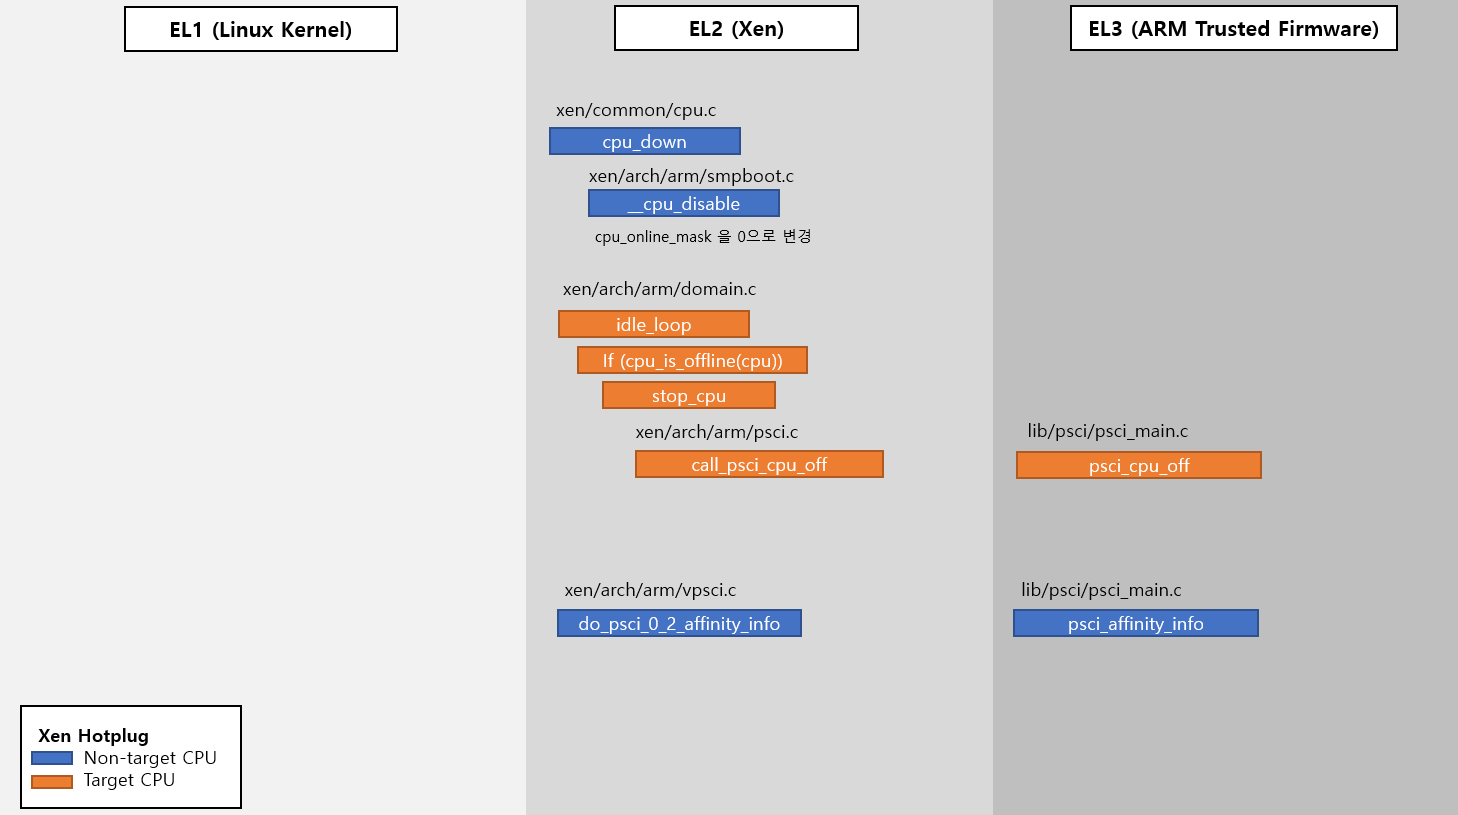 EL1 (Linux Kernel)
EL2 (Xen)
EL3 (ARM Trusted Firmware)
xen/common/cpu.c
cpu_down
xen/arch/arm/smpboot.c
__cpu_disable
cpu_online_mask 을 0으로 변경
xen/arch/arm/domain.c
idle_loop
If (cpu_is_offline(cpu))
stop_cpu
xen/arch/arm/psci.c
call_psci_cpu_off
lib/psci/psci_main.c
psci_cpu_off
xen/arch/arm/vpsci.c
do_psci_0_2_affinity_info
lib/psci/psci_main.c
psci_affinity_info
Xen Hotplug
Non-target CPU
Target CPU